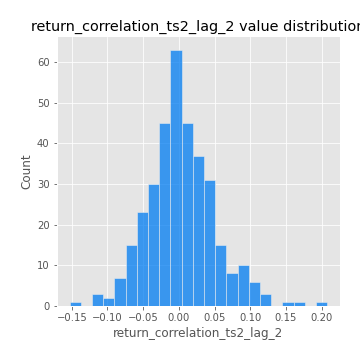 return_correlation_ts2_lag_2 value distribution
60
50
40
30
20
10
0
Count
−0.15 −0.10 −0.05 0.00 0.05 0.10 0.15 0.20
return_correlation_ts2_lag_2